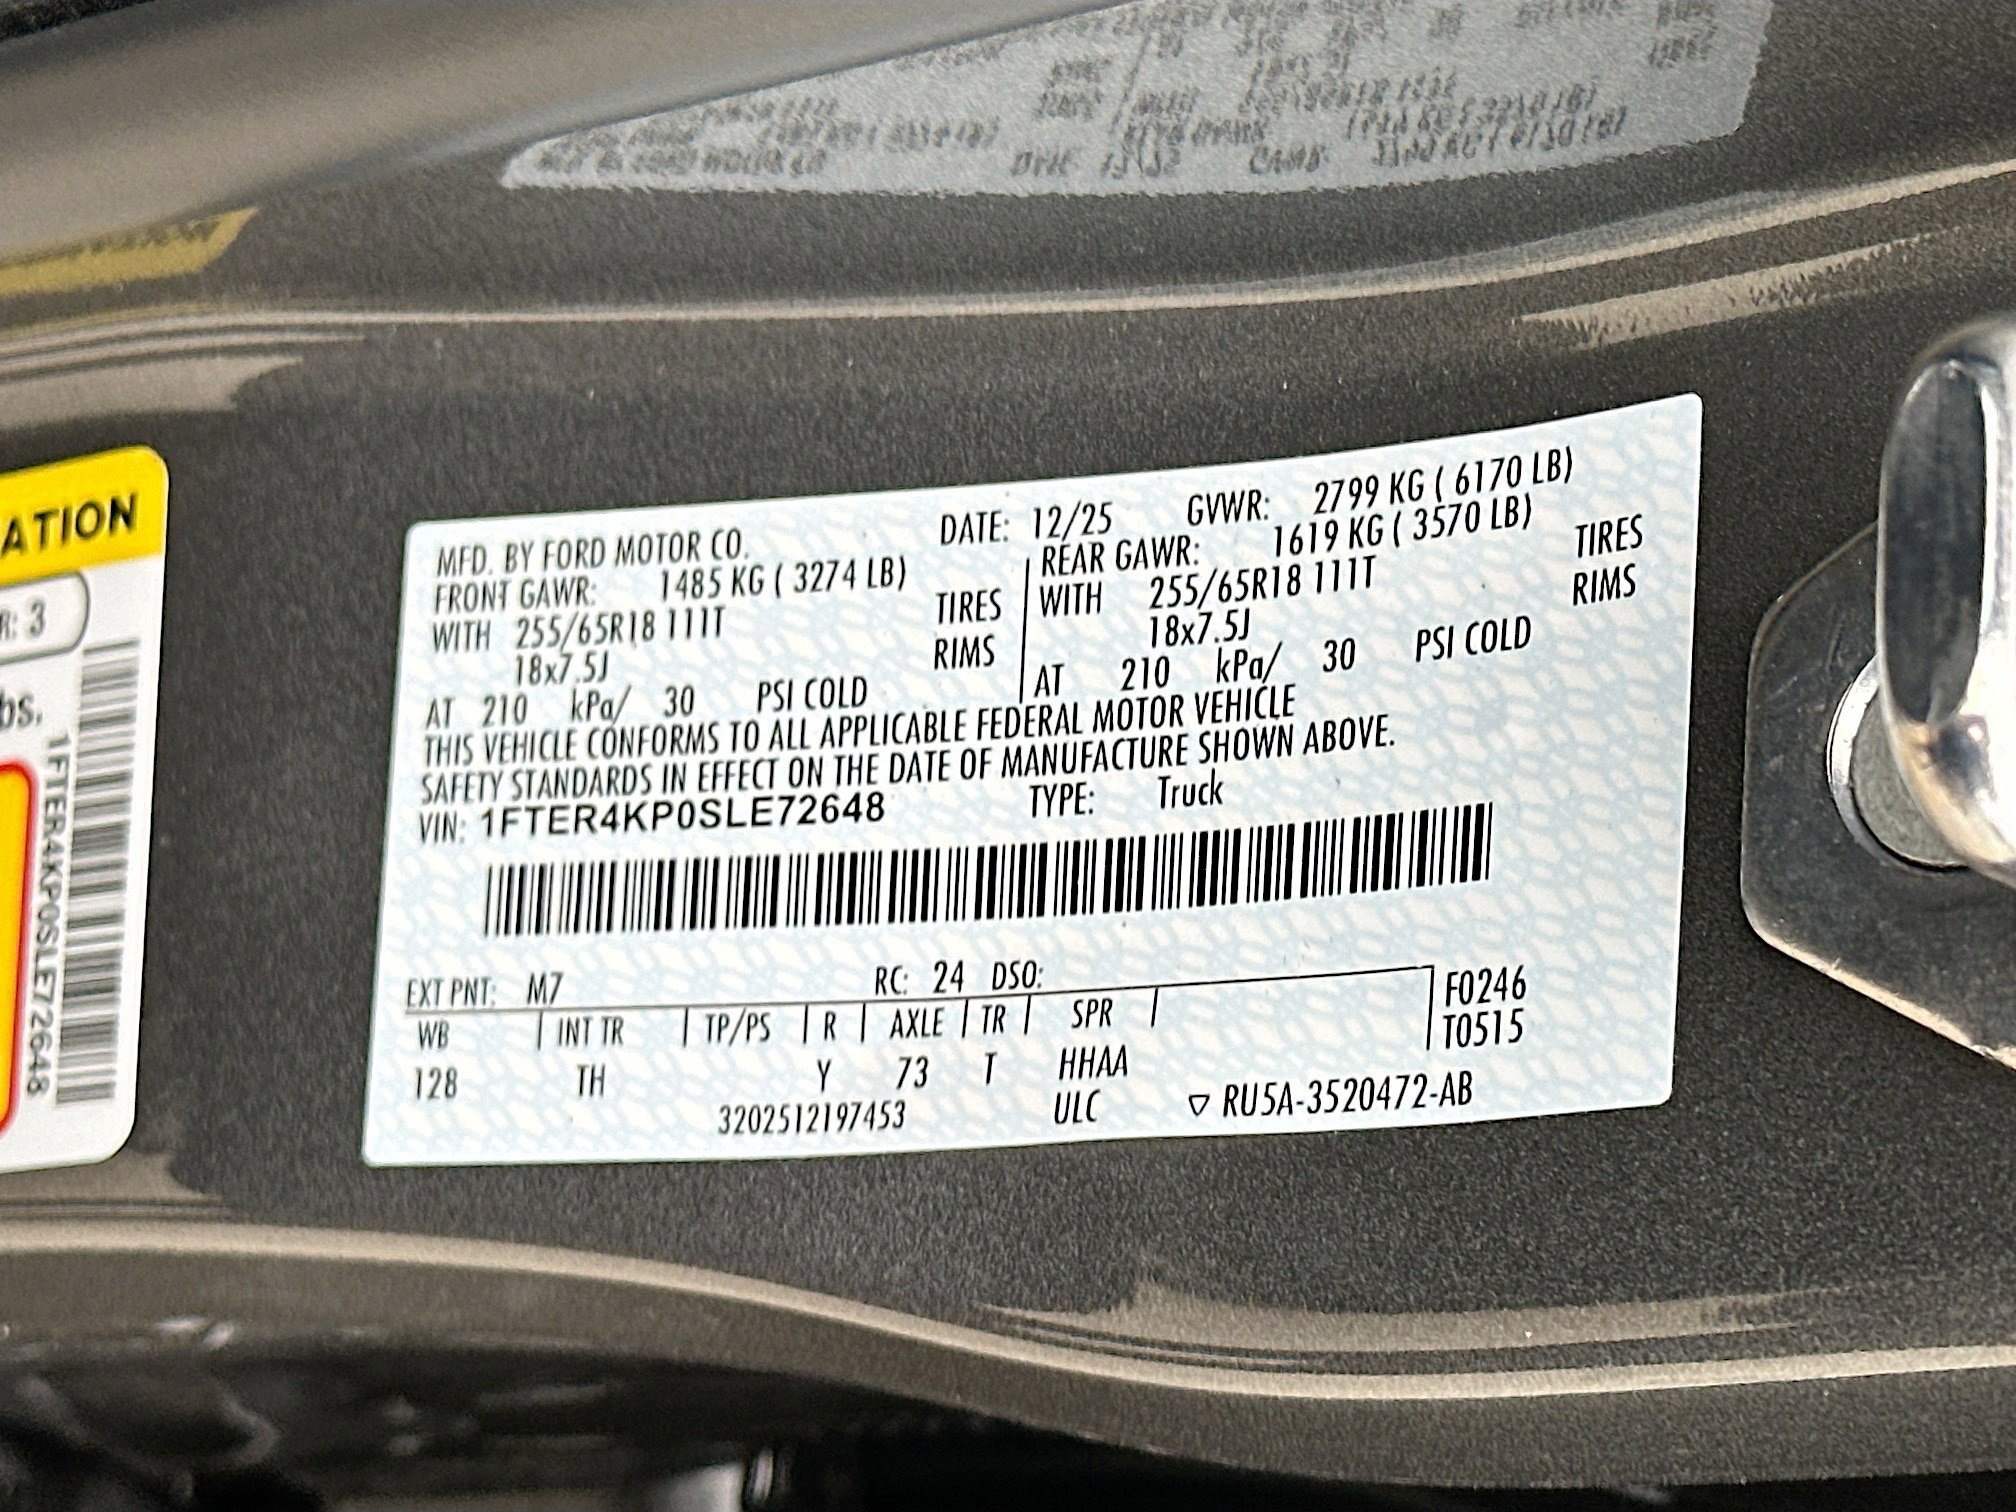 ATION
R: 3
bs.
1FTER4KP0SLE72648
MFD. BY FORD MOTOR CO. DATE: 12/25 GVWR: 2799 KG ( 6170 LB)
FRONT GAWR: 1485 KG ( 3274 LB) REAR GAWR: 1619 KG ( 3570 LB)
WITH 255/65R18 111T TIRES WITH 255/65R18 111T TIRES
18x7.5J RIMS 18x7.5J RIMS
AT 210 kPa/ 30 PSI COLD AT 210 kPa/ 30 PSI COLD
THIS VEHICLE CONFORMS TO ALL APPLICABLE FEDERAL MOTOR VEHICLE
SAFETY STANDARDS IN EFFECT ON THE DATE OF MANUFACTURE SHOWN ABOVE.
VIN: 1FTER4KP0SLE72648 TYPE: Truck
EXT PNT: M7 RC: 24 DSO: F0246
WB INT TR TP/PS R AXLE TR SPR T0515
128 TH Y 73 T HHAA
3202512197453 ULC ▽ RU5A-3520472-AB